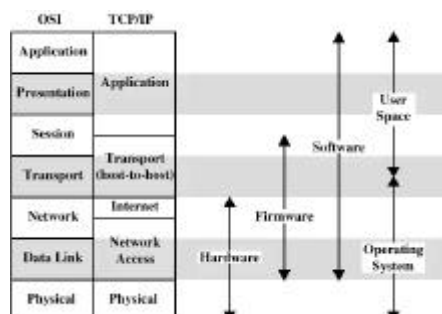 OSI TCP/IP
Application
Presentation
Session
Transport
Network
Data Link
Physical
Application
Transport
(host-to-host)
Internet
Network
Access
Physical
Hardware
Firmware
Software
User
Space
Operating
System